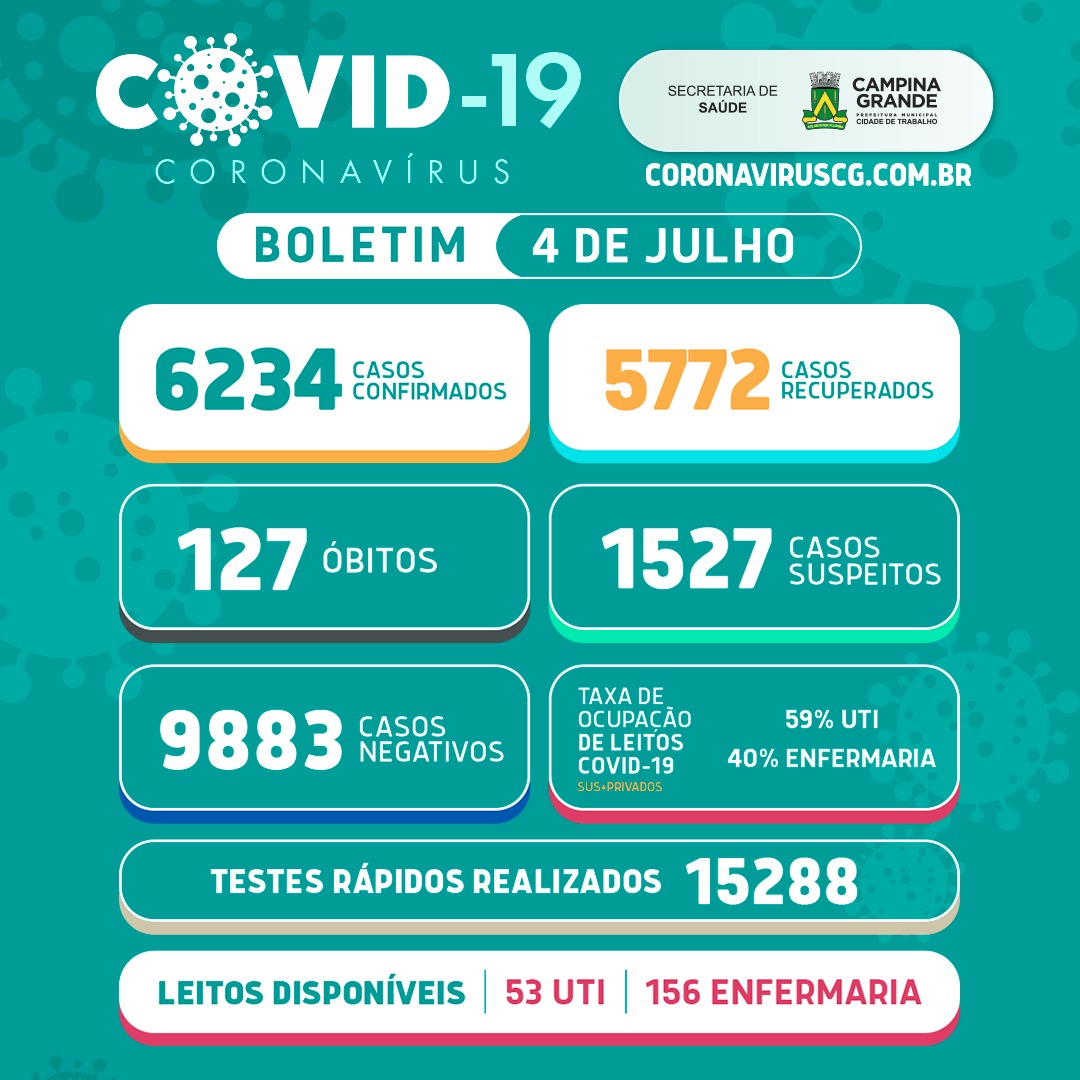 COVID-19
CORONAVÍRUS
SECRETARIA DE
SAÚDE
CAMPINA
GRANDE
PREFEITURA MUNICIPAL
CIDADE DE TRABALHO
CORONAVIRUSCG.COM.BR
BOLETIM 4 DE JULHO
6234 CASOS
CONFIRMADOS
5772 CASOS
RECUPERADOS
127 ÓBITOS
1527 CASOS
SUSPEITOS
9883 CASOS
NEGATIVOS
TAXA DE
OCUPAÇÃO
DE LEITOS
COVID-19
SUS+PRIVADOS
59% UTI
40% ENFERMARIA
TESTES RÁPIDOS REALIZADOS 15288
LEITOS DISPONÍVEIS 53 UTI 156 ENFERMARIA